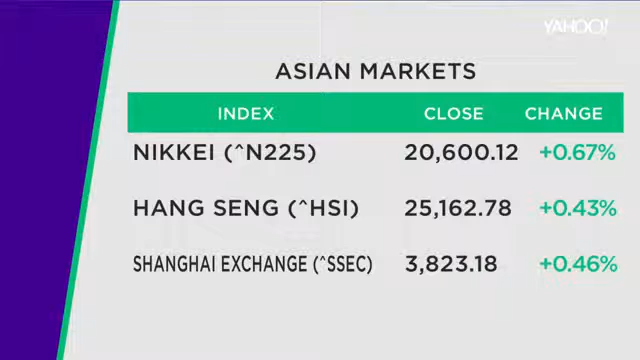 YAHOO!
ASIAN MARKETS
INDEX CLOSE CHANGE
NIKKEI (^N225) 20,600.12 +0.67%
HANG SENG (^HSI) 25,162.78 +0.43%
SHANGHAI EXCHANGE (^SSEC) 3,823.18 +0.46%